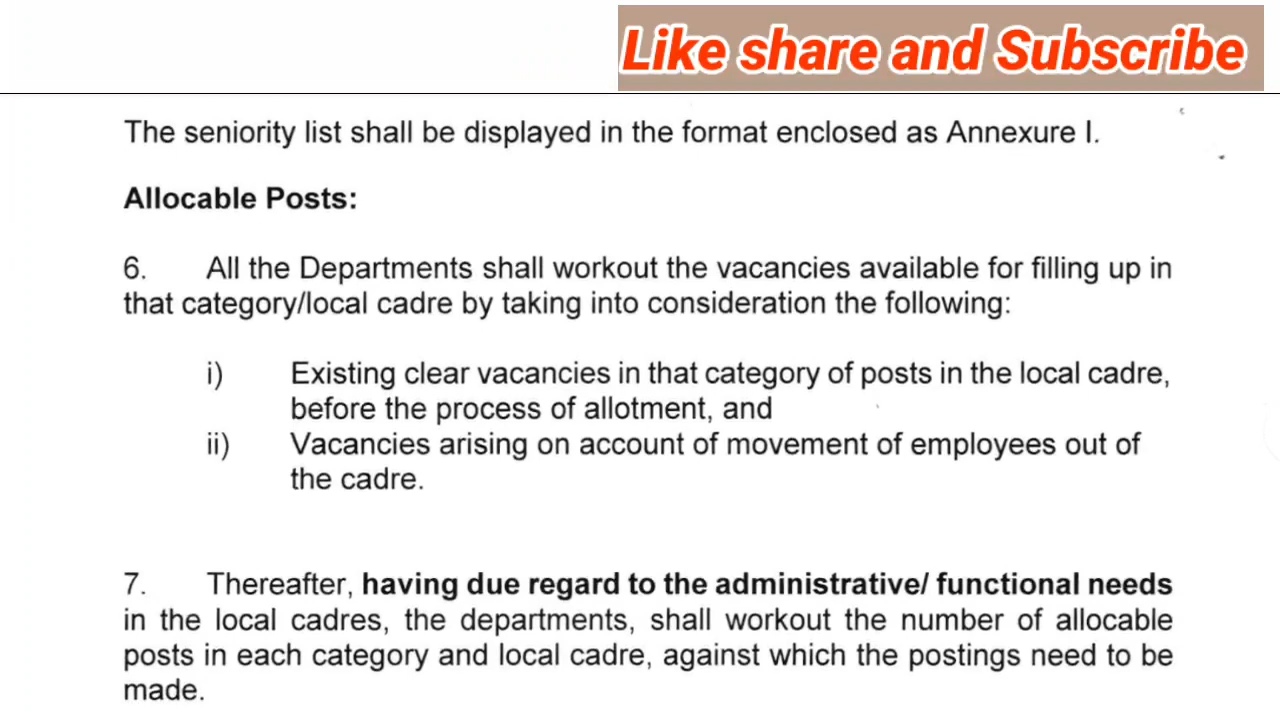 Like share and Subscribe
The seniority list shall be displayed in the format enclosed as Annexure I.
Allocable Posts:
6. All the Departments shall workout the vacancies available for filling up in
that category/local cadre by taking into consideration the following:
i) Existing clear vacancies in that category of posts in the local cadre,
before the process of allotment, and
ii) Vacancies arising on account of movement of employees out of
the cadre.
7. Thereafter, having due regard to the administrative/ functional needs
in the local cadres, the departments, shall workout the number of allocable
posts in each category and local cadre, against which the postings need to be
made.